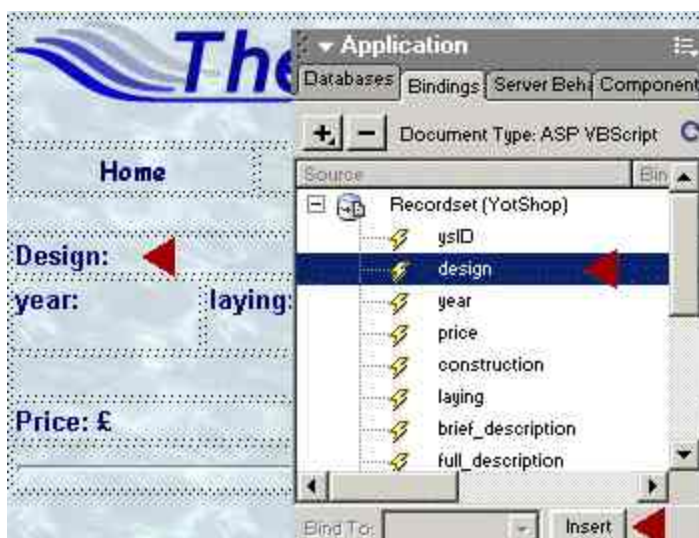 The
Home
Design:
year:
laying:
Price: £
Application
Databases Bindings Server Beh Component
Document Type: ASP VBScript
Source Bin
Recordset (YotShop)
ysID
design
year
price
construction
laying
brief_description
full_description
Bind To: Insert